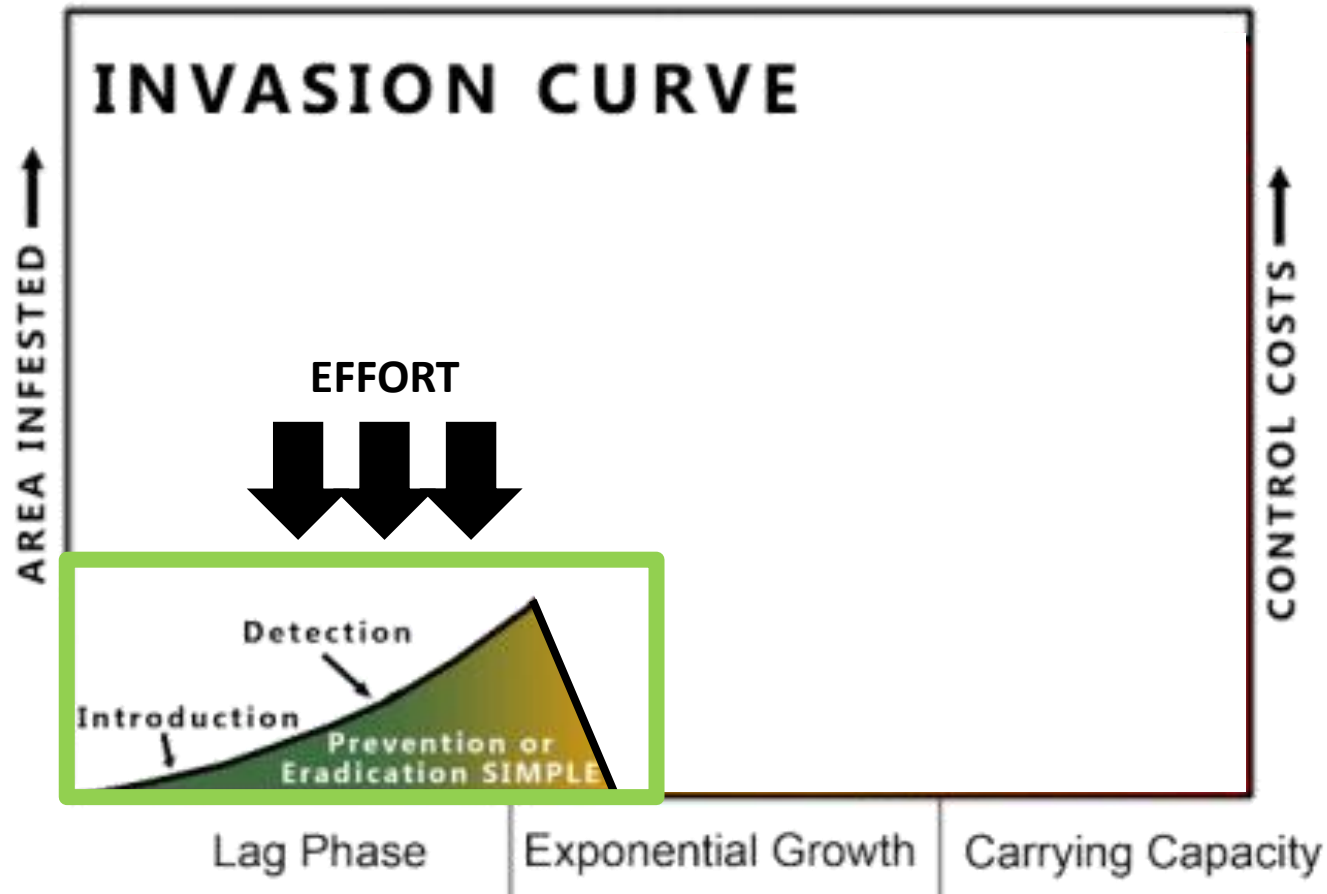 INVASION CURVE
AREA INFESTED
CONTROL COSTS
EFFORT
Detection
Introduction
Prevention or
Eradication SIMPLE
Lag Phase
Exponential Growth
Carrying Capacity